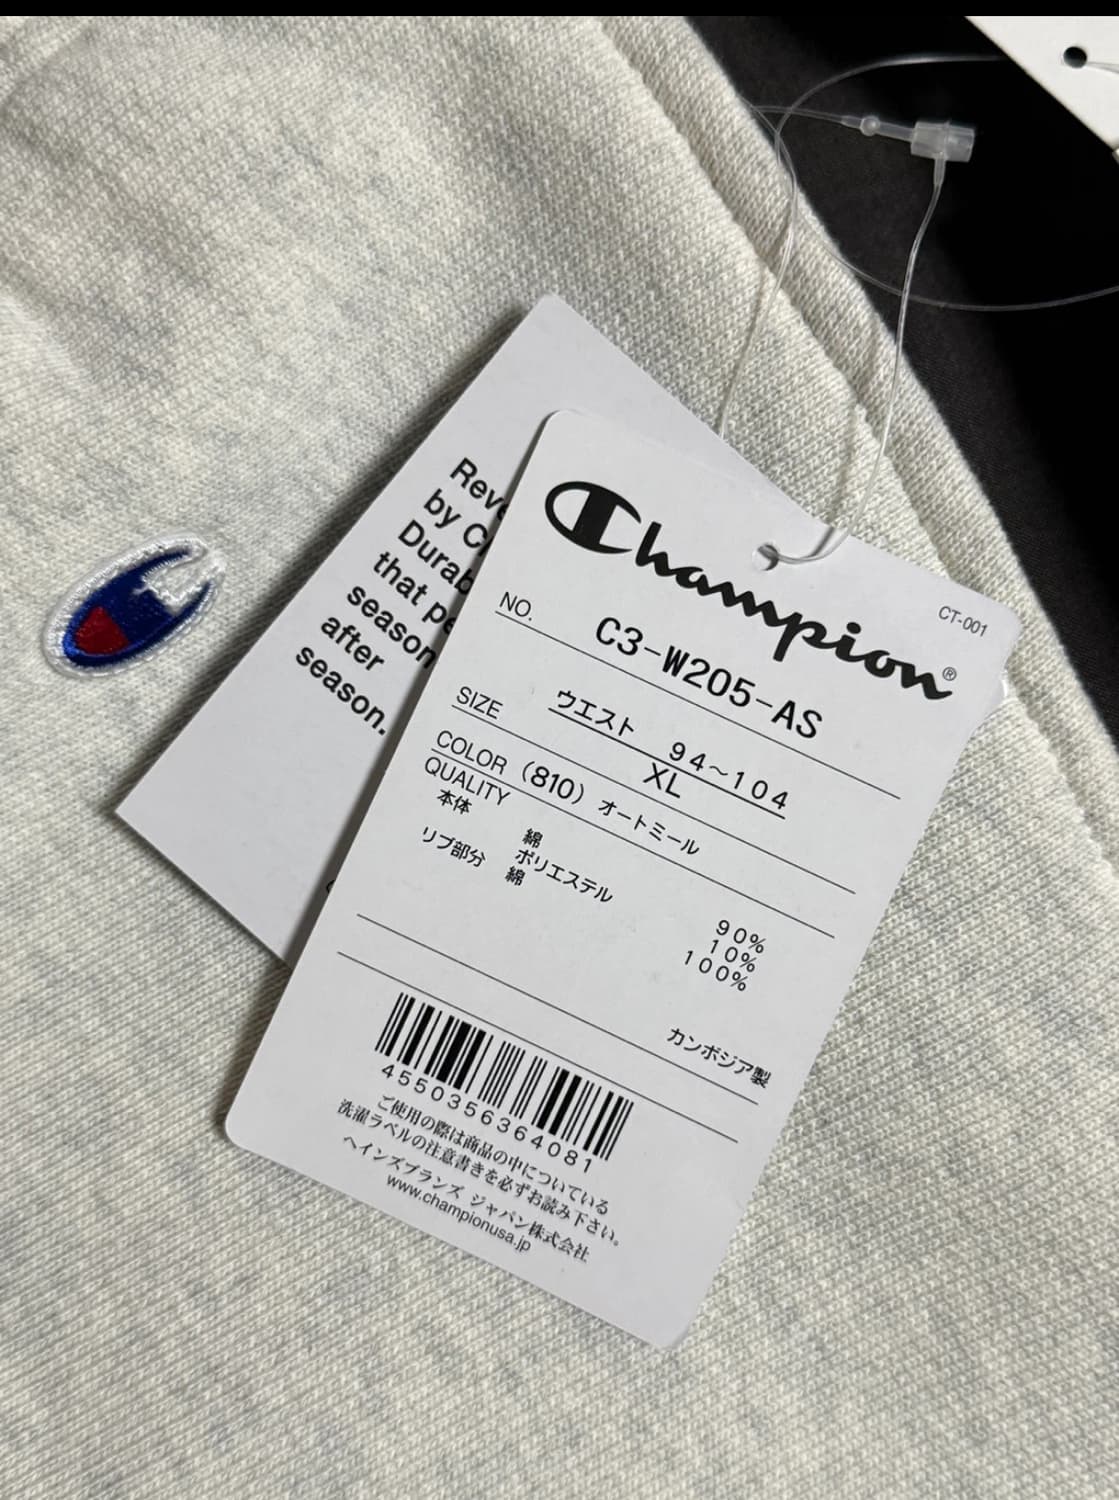 Reve
by C
Durab
that pe
season
after
season.
Champion®
CT-001
NO. C3-W205-AS
SIZE ウエスト 94~104
XL
COLOR (810) オートミール
QUALITY
本体 綿 90%
ポリエステル 10%
リブ部分 綿 100%
カンボジア製
4550356364081
ご使用の際は商品の中についている
洗濯ラベルの注意書きを必ずお読み下さい。
ヘインズブランズ ジャパン株式会社
www.championusa.jp